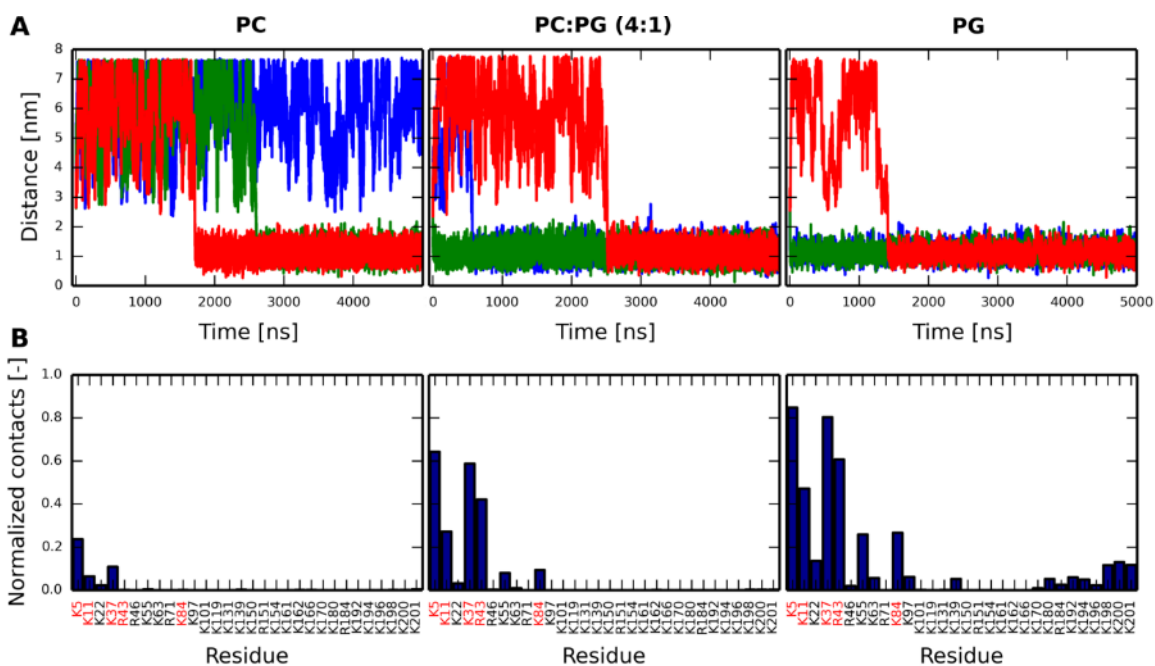 A
PC PC:PG (4:1) PG
8
7
6
5
4
3
2
1
0
Distance [nm]
0 1000 2000 3000 4000
0 1000 2000 3000 4000
0 1000 2000 3000 4000 5000
Time [ns] Time [ns] Time [ns]
B
1.0
0.8
0.6
0.4
0.2
0.0
Normalized contacts [-]
K5 K11 K22 K37 R43 R46 K55 K63 R71 K84 K97 K101 K119 K131 K139 K150 R151 K154 K161 K162 K166 K170 K180 R184 K192 K194 K196 K198 K200 K201
K5 K11 K22 K37 R43 R46 K55 K63 R71 K84 K97 K101 K119 K131 K139 K150 R151 K154 K161 K162 K166 K170 K180 R184 K192 K194 K196 K198 K200 K201
K5 K11 K22 K37 R43 R46 K55 K63 R71 K84 K97 K101 K119 K131 K139 K150 R151 K154 K161 K162 K166 K170 K180 R184 K192 K194 K196 K198 K200 K201
Residue Residue Residue